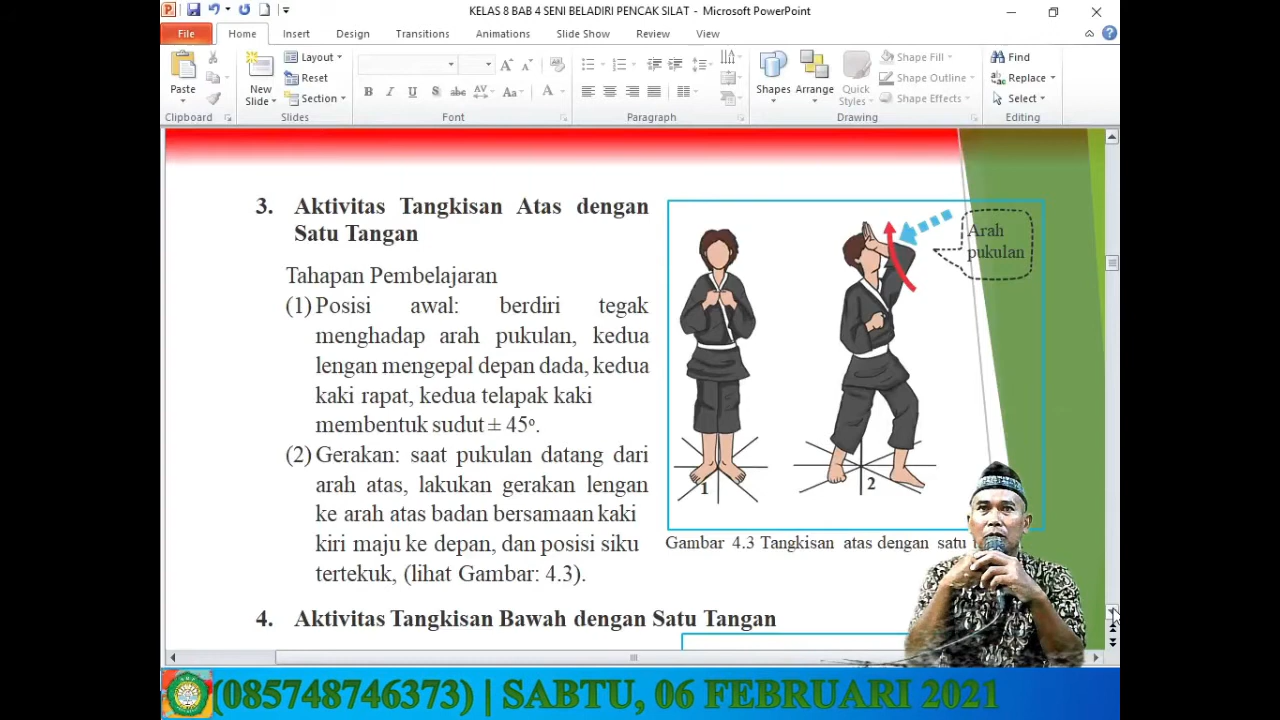 KELAS 8 BAB 4 SENI BELADIRI PENCAK SILAT - Microsoft PowerPoint
File Home Insert Design Transitions Animations Slide Show Review View
Paste
Clipboard
New
Slide
Layout
Reset
Section
Slides
B I U S abc AV Aa A
Font
Paragraph
Shapes
Arrange
Quick
Styles
Shape Fill
Shape Outline
Shape Effects
Drawing
Find
Replace
Select
Editing
3. Aktivitas Tangkisan Atas dengan
Satu Tangan
Tahapan Pembelajaran
(1) Posisi awal: berdiri tegak
menghadap arah pukulan, kedua
lengan mengepal depan dada, kedua
kaki rapat, kedua telapak kaki
membentuk sudut ± 45º.
(2) Gerakan: saat pukulan datang dari
arah atas, lakukan gerakan lengan
ke arah atas badan bersamaan kaki
kiri maju ke depan, dan posisi siku
tertekuk, (lihat Gambar: 4.3).
Arah
pukulan
1
2
Gambar 4.3 Tangkisan atas dengan satu
4. Aktivitas Tangkisan Bawah dengan Satu Tangan
(085748746373) | SABTU, 06 FEBRUARI 2021